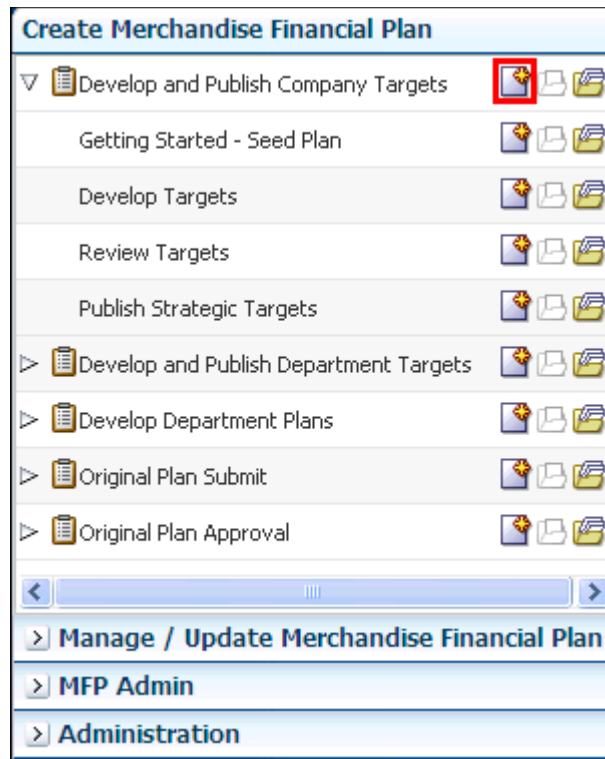 Create Merchandise Financial Plan
Develop and Publish Company Targets
Getting Started - Seed Plan
Develop Targets
Review Targets
Publish Strategic Targets
Develop and Publish Department Targets
Develop Department Plans
Original Plan Submit
Original Plan Approval
Manage / Update Merchandise Financial Plan
MFP Admin
Administration